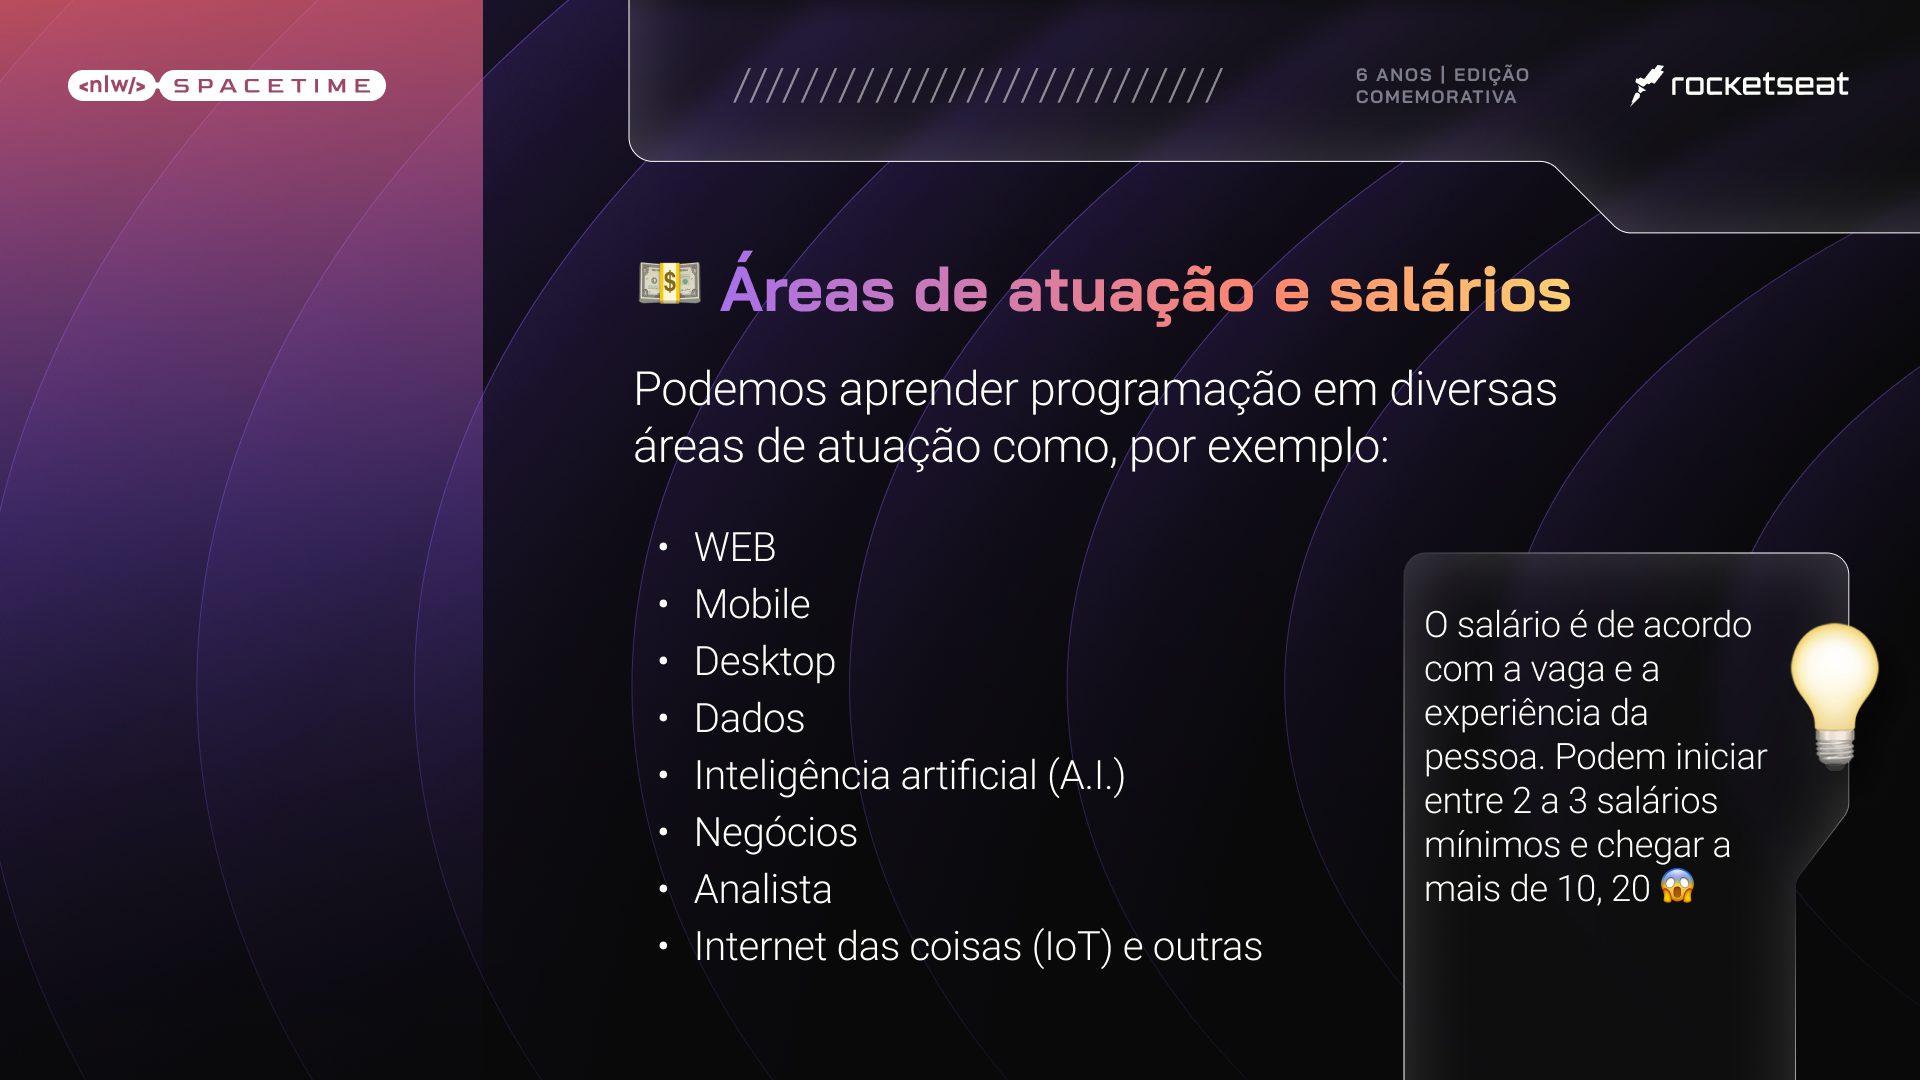 <nlw/> SPACETIME
6 ANOS | EDIÇÃO
COMEMORATIVA
rocketseat
💵 Áreas de atuação e salários
Podemos aprender programação em diversas
áreas de atuação como, por exemplo:
• WEB
• Mobile
• Desktop
• Dados
• Inteligência artificial (A.I.)
• Negócios
• Analista
• Internet das coisas (IoT) e outras
O salário é de acordo
com a vaga e a
experiência da
pessoa. Podem iniciar
entre 2 a 3 salários
mínimos e chegar a
mais de 10, 20 😱